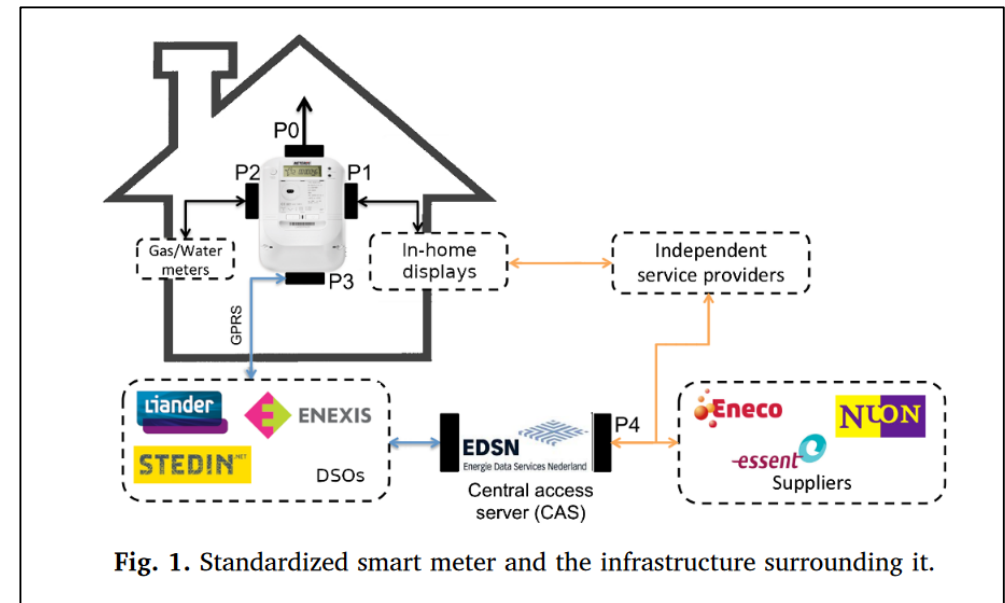 P0
P2
P1
Gas/Water
meters
In-home
displays
Independent
service providers
P3
GPRS
Liander
ENEXIS
STEDIN.NET
DSOs
EDSN
Energie Data Services Nederland
Central access
server (CAS)
P4
Eneco
NUON
essent
Suppliers
Fig. 1. Standardized smart meter and the infrastructure surrounding it.